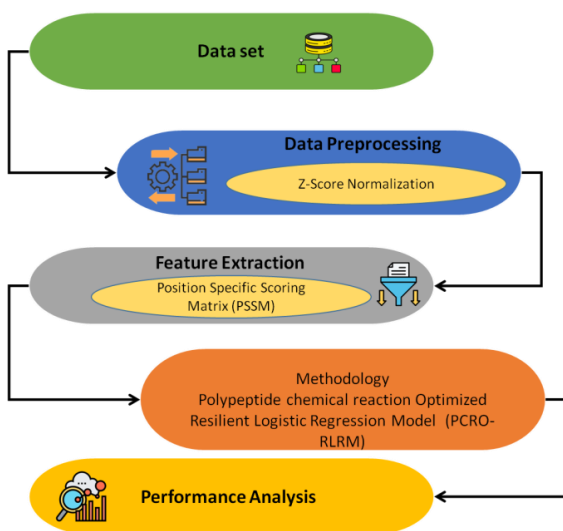 Data set
Data Preprocessing
Z-Score Normalization
Feature Extraction
Position Specific Scoring
Matrix (PSSM)
Methodology
Polypeptide chemical reaction Optimized
Resilient Logistic Regression Model (PCRO-
RLRM)
Performance Analysis